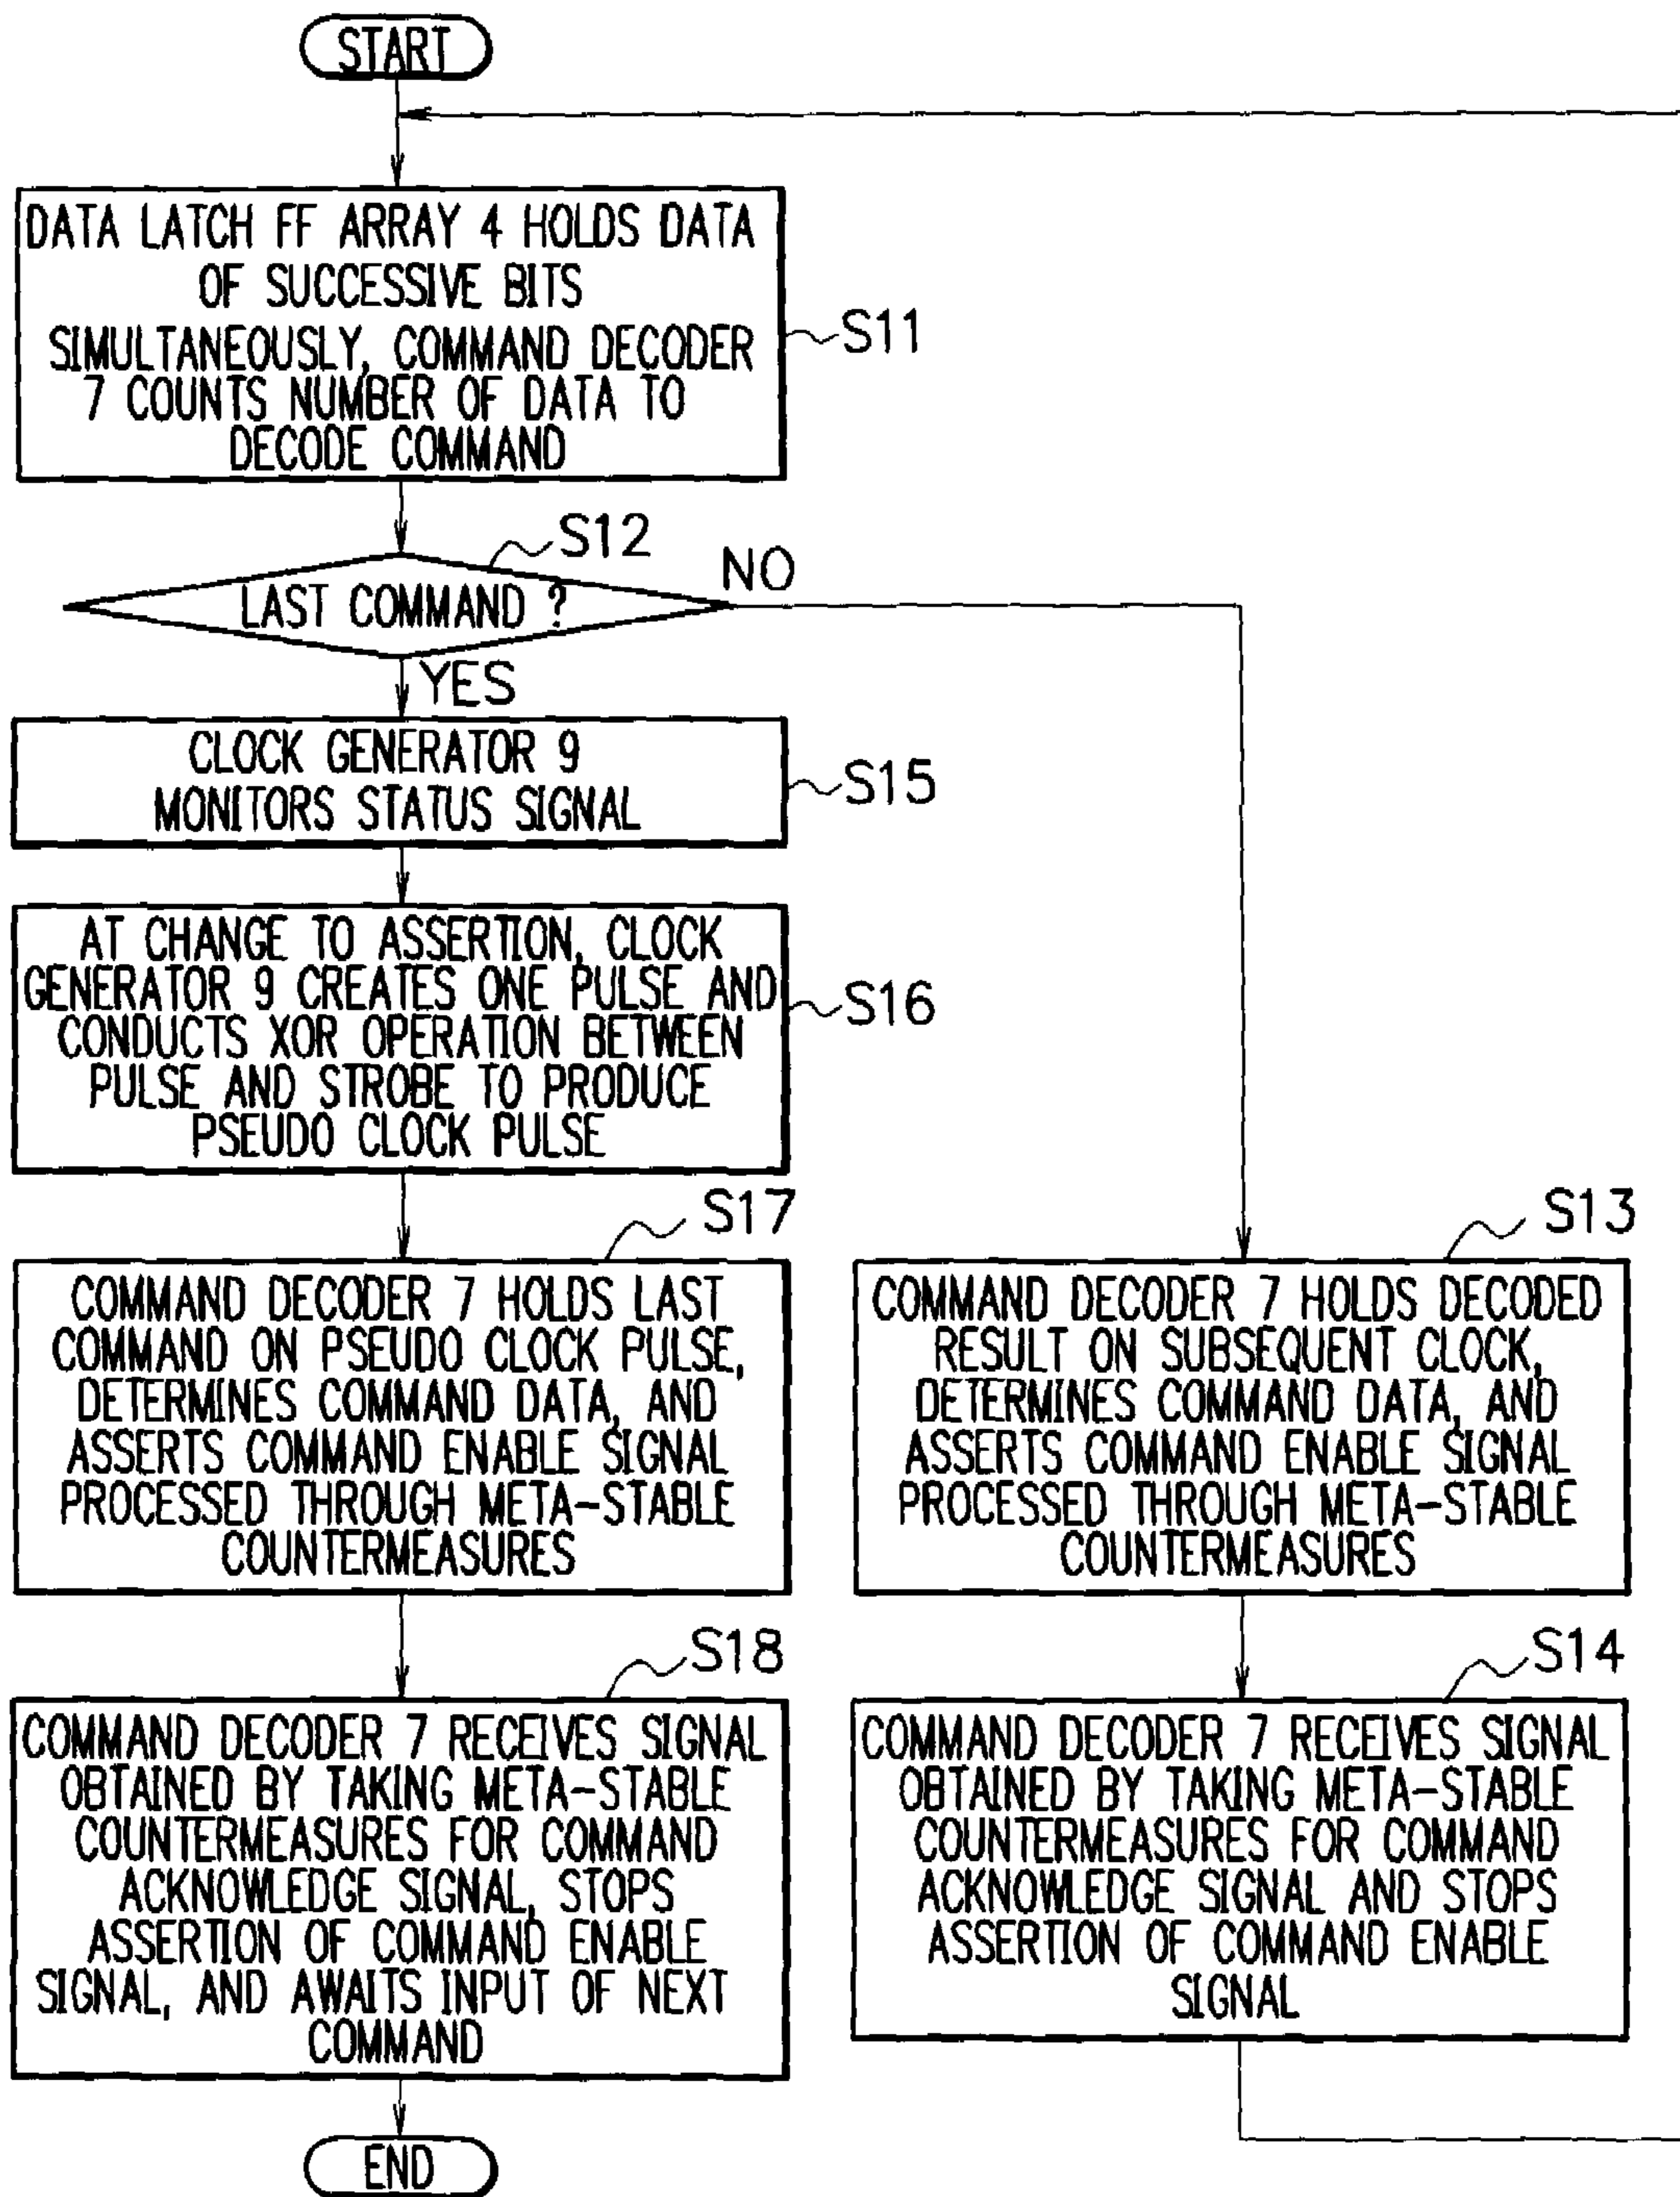 START
DATA LATCH FF ARRAY 4 HOLDS DATA
OF SUCCESSIVE BITS
SIMULTANEOUSLY, COMMAND DECODER
7 COUNTS NUMBER OF DATA TO
DECODE COMMAND
S11
S12
LAST COMMAND ?
NO
YES
CLOCK GENERATOR 9
MONITORS STATUS SIGNAL
S15
AT CHANGE TO ASSERTION, CLOCK
GENERATOR 9 CREATES ONE PULSE AND
CONDUCTS XOR OPERATION BETWEEN
PULSE AND STROBE TO PRODUCE
PSEUDO CLOCK PULSE
S16
S17
COMMAND DECODER 7 HOLDS LAST
COMMAND ON PSEUDO CLOCK PULSE,
DETERMINES COMMAND DATA, AND
ASSERTS COMMAND ENABLE SIGNAL
PROCESSED THROUGH META-STABLE
COUNTERMEASURES
S13
COMMAND DECODER 7 HOLDS DECODED
RESULT ON SUBSEQUENT CLOCK,
DETERMINES COMMAND DATA, AND
ASSERTS COMMAND ENABLE SIGNAL
PROCESSED THROUGH META-STABLE
COUNTERMEASURES
S18
COMMAND DECODER 7 RECEIVES SIGNAL
OBTAINED BY TAKING META-STABLE
COUNTERMEASURES FOR COMMAND
ACKNOWLEDGE SIGNAL, STOPS
ASSERTION OF COMMAND ENABLE
SIGNAL, AND AWAITS INPUT OF NEXT
COMMAND
S14
COMMAND DECODER 7 RECEIVES SIGNAL
OBTAINED BY TAKING META-STABLE
COUNTERMEASURES FOR COMMAND
ACKNOWLEDGE SIGNAL AND STOPS
ASSERTION OF COMMAND ENABLE
SIGNAL
END